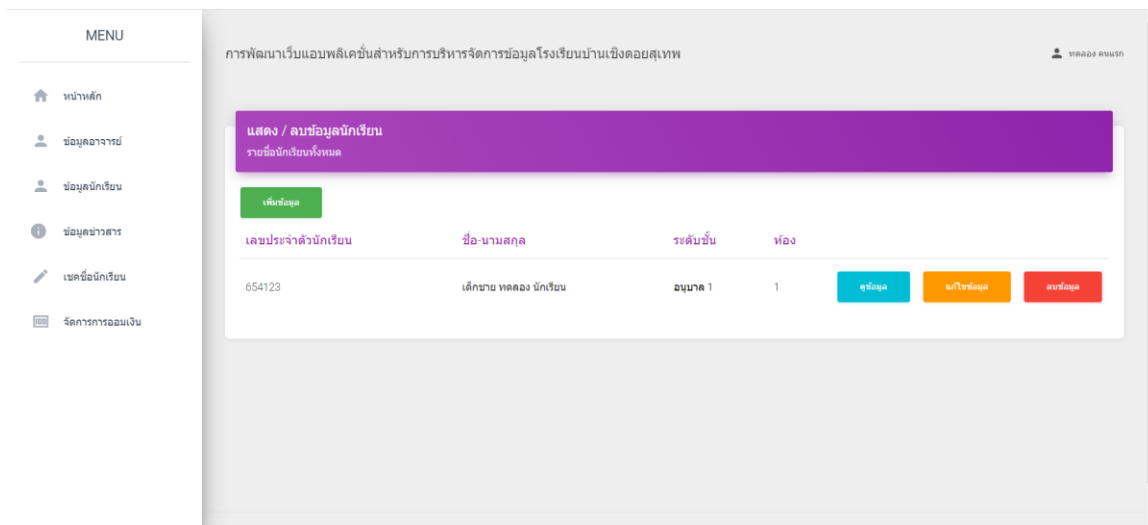 MENU
หน้าหลัก
ข้อมูลอาจารย์
ข้อมูลนักเรียน
ข้อมูลข่าวสาร
เชคชื่อนักเรียน
จัดการการออมเงิน
การพัฒนาเว็บแอบพลิเคชั่นสำหรับการบริหารจัดการข้อมูลโรงเรียนบ้านเชิงดอยสุเทพ
ทดลอง คนแรก
แสดง / ลบข้อมูลนักเรียน
รายชื่อนักเรียนทั้งหมด
เพิ่มข้อมูล
เลขประจำตัวนักเรียน ชื่อ-นามสกุล ระดับชั้น ห้อง
654123 เด็กชาย ทดลอง นักเรียน อนุบาล 1 1 ดูข้อมูล แก้ไขข้อมูล ลบข้อมูล